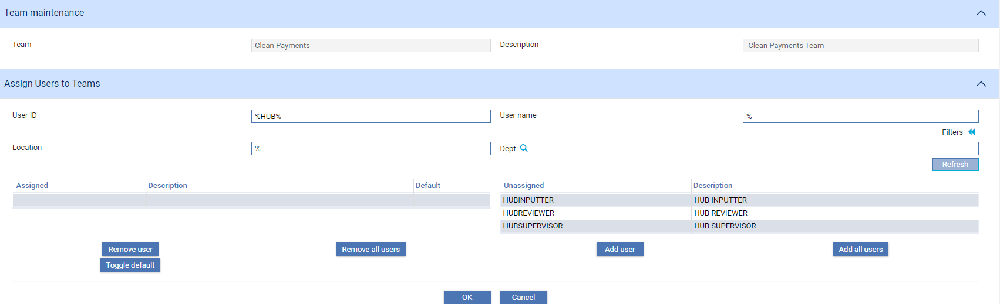 Team maintenance
Team Clean Payments Description Clean Payments Team
Assign Users to Teams
User ID %HUB% User name %
Filters
Location % Dept
Refresh
Assigned Description Default Unassigned Description
HUBINPUTTER HUB INPUTTER
HUBREVIEWER HUB REVIEWER
HUBSUPERVISOR HUB SUPERVISOR
Remove user Remove all users Add user Add all users
Toggle default
OK Cancel